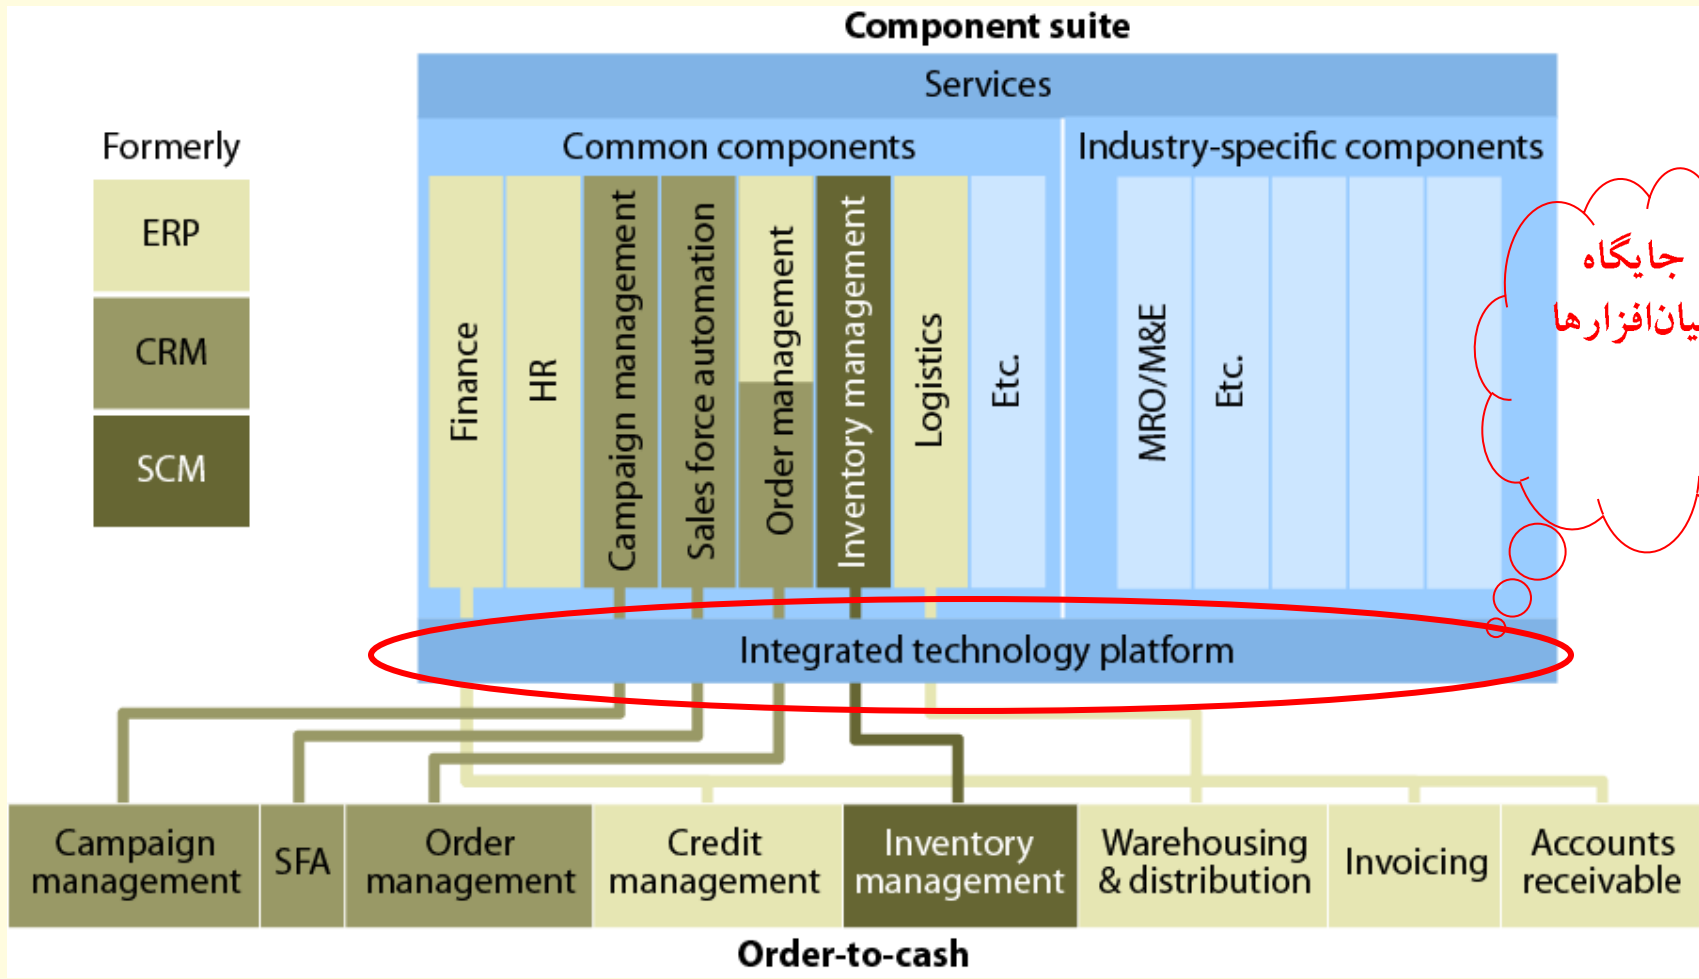 Component suite
Services
Formerly
ERP
CRM
SCM
Common components
Finance
HR
Campaign management
Sales force automation
Order management
Inventory management
Logistics
Etc.
Industry-specific components
MRO/M&E
Etc.
جایگاه
Integrated technology platform
Campaign
management
SFA
Order
management
Credit
management
Inventory
management
Warehousing
& distribution
Invoicing
Accounts
receivable
Order-to-cash